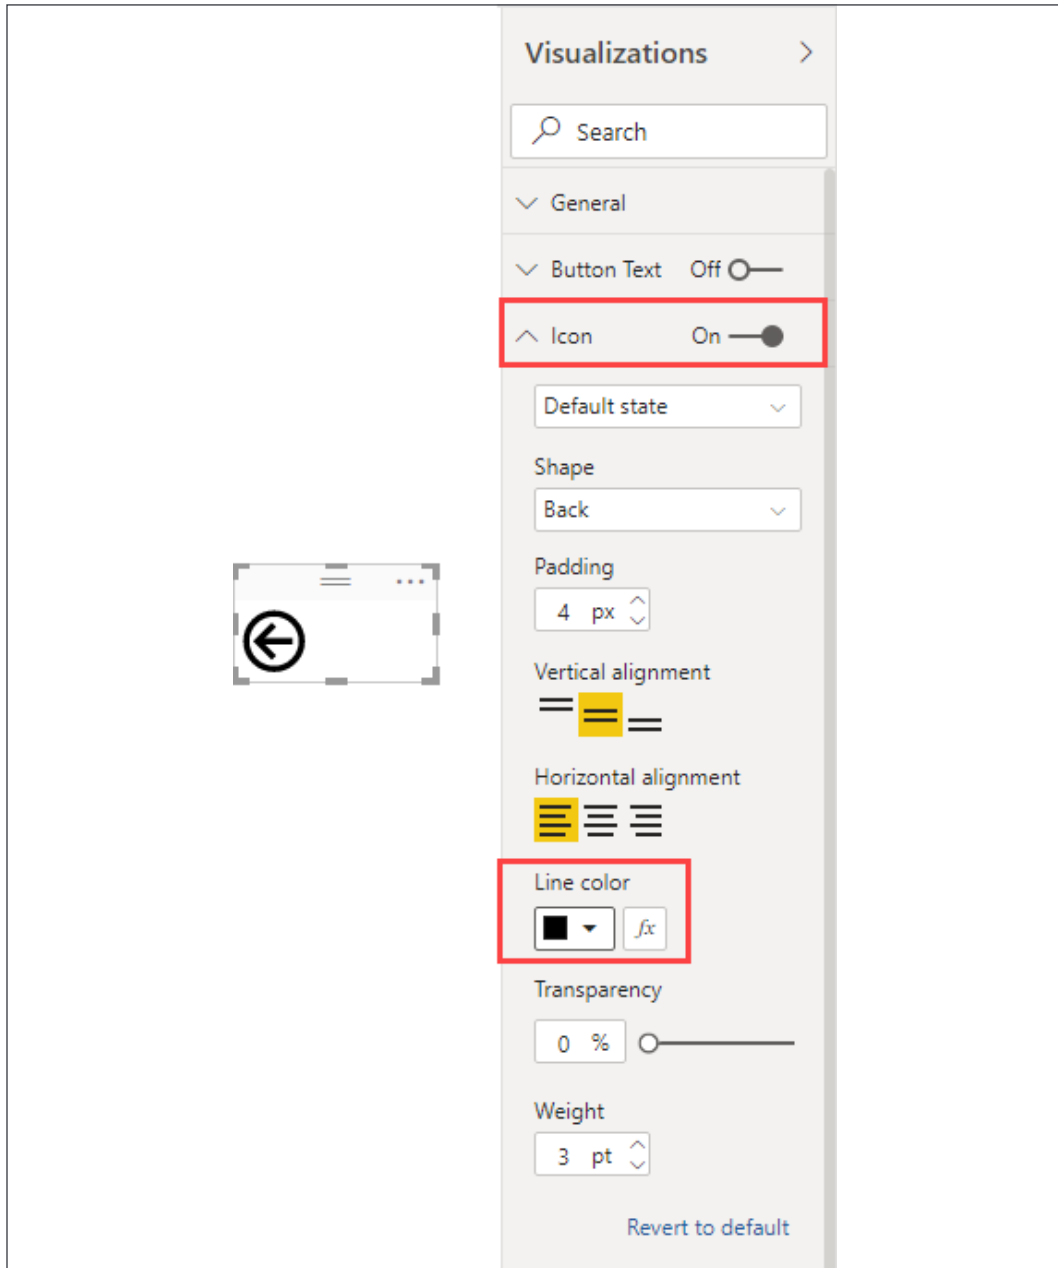 Visualizations
Search
General
Button Text Off
Icon On
Default state
Shape
Back
Padding
4 px
Vertical alignment
Horizontal alignment
Line color
fx
Transparency
0 %
Weight
3 pt
Revert to default